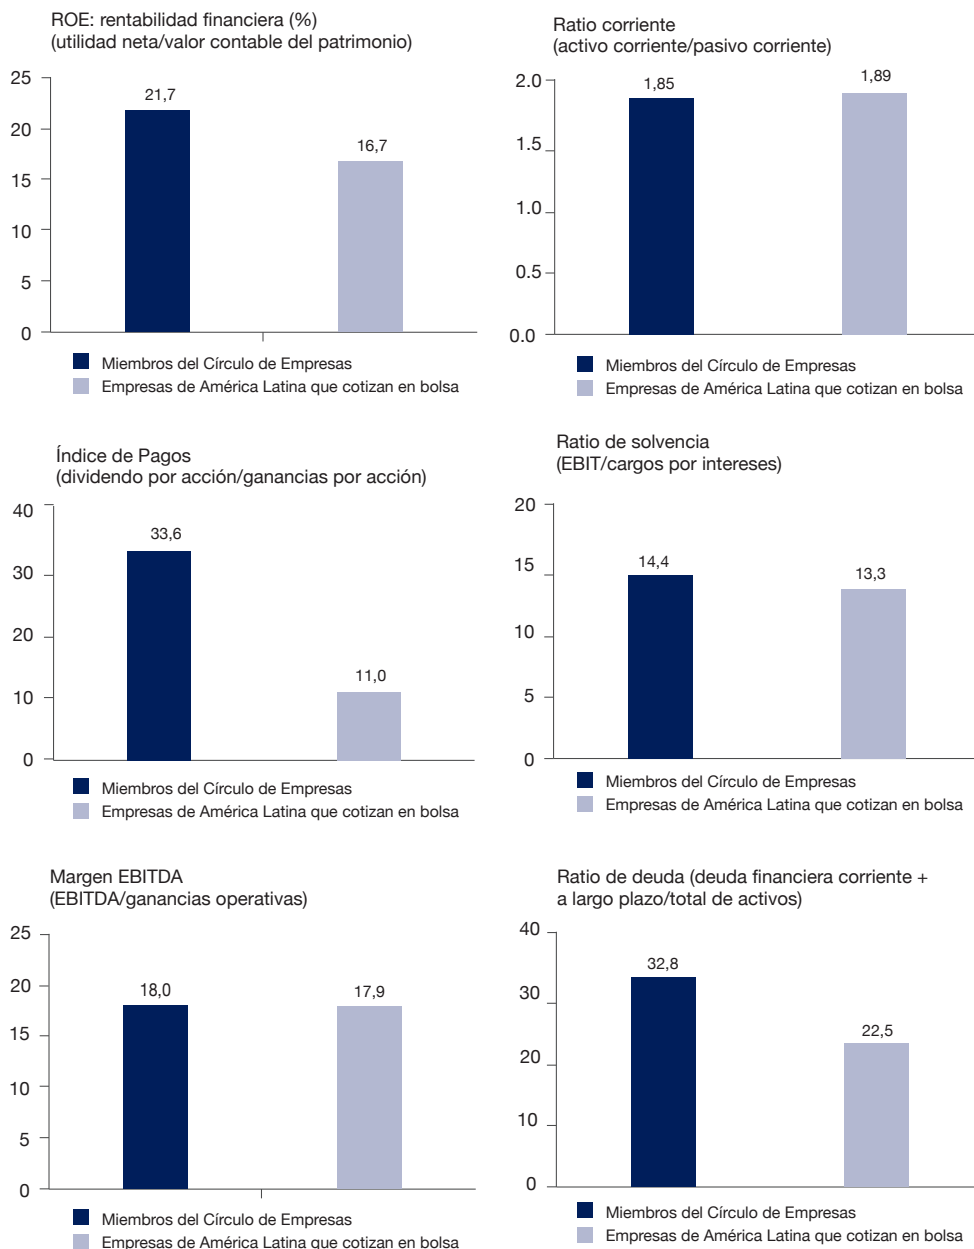 ROE: rentabilidad financiera (%)
(utilidad neta/valor contable del patrimonio)
25
20
15
10
5
0
21,7
16,7
Miembros del Círculo de Empresas
Empresas de América Latina que cotizan en bolsa
Ratio corriente
(activo corriente/pasivo corriente)
2.0
1.5
1.0
0.5
0.0
1,85
1,89
Miembros del Círculo de Empresas
Empresas de América Latina que cotizan en bolsa
Índice de Pagos
(dividendo por acción/ganancias por acción)
40
30
20
10
0
33,6
11,0
Miembros del Círculo de Empresas
Empresas de América Latina que cotizan en bolsa
Ratio de solvencia
(EBIT/cargos por intereses)
20
15
10
5
0
14,4
13,3
Miembros del Círculo de Empresas
Empresas de América Latina que cotizan en bolsa
Margen EBITDA
(EBITDA/ganancias operativas)
25
20
15
10
5
0
18,0
17,9
Miembros del Círculo de Empresas
Empresas de América Latina que cotizan en bolsa
Ratio de deuda (deuda financiera corriente +
a largo plazo/total de activos)
40
30
20
10
0
32,8
22,5
Miembros del Círculo de Empresas
Empresas de América Latina que cotizan en bolsa